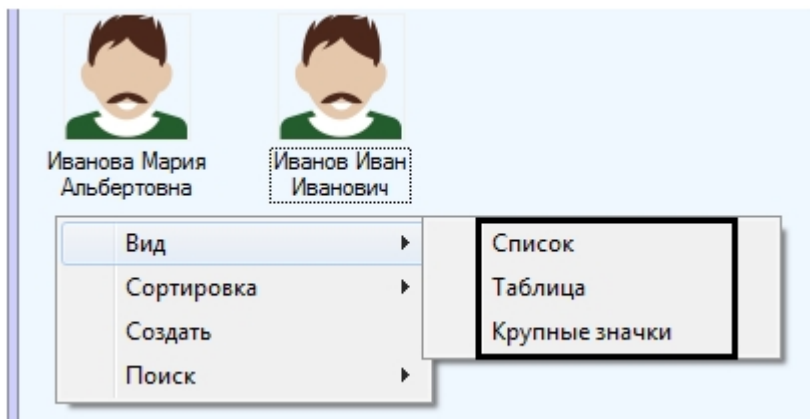 Иванова Мария
Альбертовна
Иванов Иван
Иванович
Вид
Сортировка
Создать
Поиск
Список
Таблица
Крупные значки